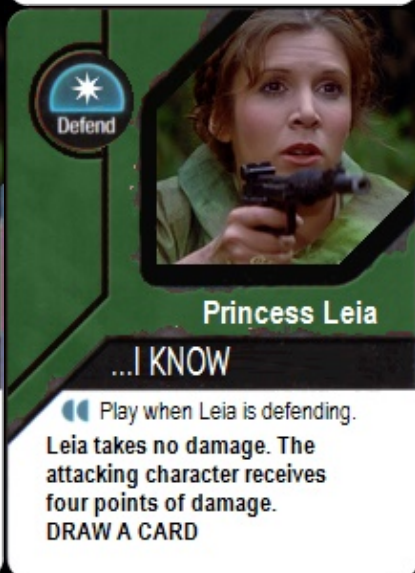 Defend
Princess Leia
...I KNOW
Play when Leia is defending.
Leia takes no damage. The
attacking character receives
four points of damage.
DRAW A CARD